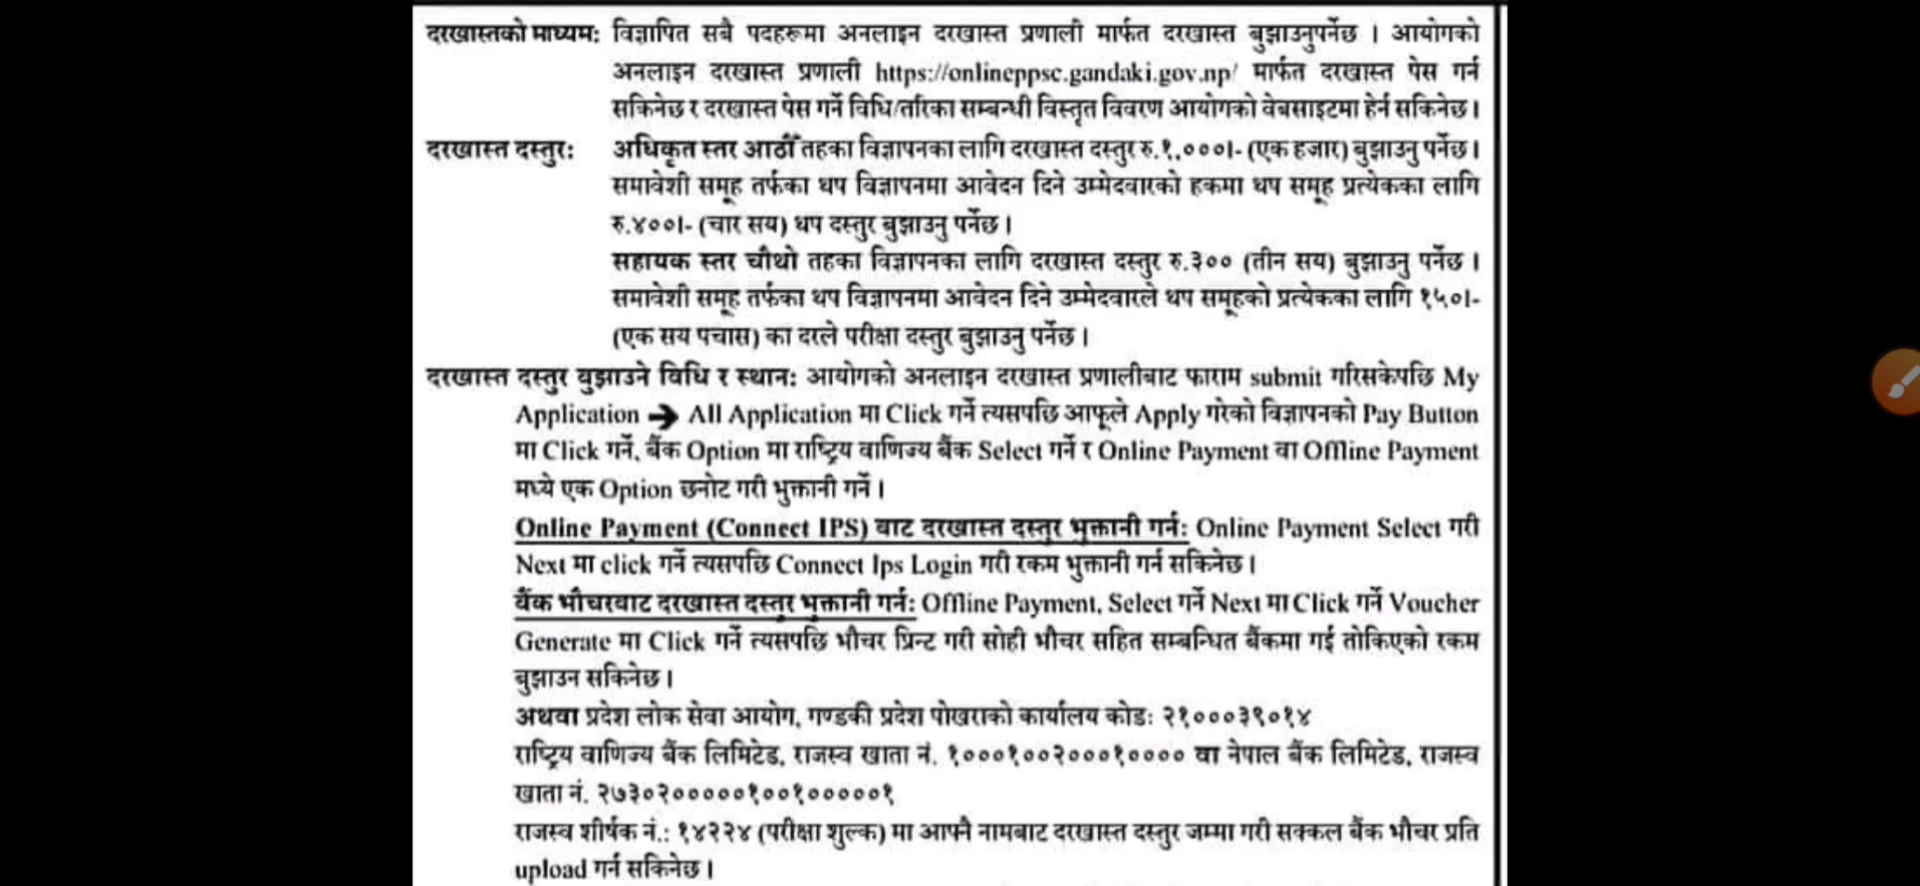 दरखास्तको माध्यम: विज्ञापित सबै पदहरूमा अनलाइन दरखास्त प्रणाली मार्फत दरखास्त बुझाउनुपर्नेछ । आयोगको
अनलाइन दरखास्त प्रणाली https://onlineppsc.gandaki.gov.np/ मार्फत दरखास्त पेस गर्न
सकिनेछ र दरखास्त पेस गर्ने विधि/तरिका सम्बन्धी विस्तृत विवरण आयोगको वेबसाइटमा हेर्न सकिनेछ ।
दरखास्त दस्तुर: अधिकृत स्तर आठौँ तहका विज्ञापनका लागि दरखास्त दस्तुर रु.१,०००।- (एक हजार) बुझाउनु पर्नेछ ।
समावेशी समूह तर्फका थप विज्ञापनमा आवेदन दिने उम्मेदवारको हकमा थप समूह प्रत्येकका लागि
रु.४००।- (चार सय) थप दस्तुर बुझाउनु पर्नेछ ।
सहायक स्तर चौथो तहका विज्ञापनका लागि दरखास्त दस्तुर रु.३०० (तीन सय) बुझाउनु पर्नेछ ।
समावेशी समूह तर्फका थप विज्ञापनमा आवेदन दिने उम्मेदवारले थप समूहको प्रत्येकका लागि १५०।-
(एक सय पचास) का दरले परीक्षा दस्तुर बुझाउनु पर्नेछ ।
दरखास्त दस्तुर बुझाउने विधि र स्थान: आयोगको अनलाइन दरखास्त प्रणालीबाट फाराम submit गरिसकेपछि My
Application ➔ All Application मा Click गर्ने त्यसपछि आफूले Apply गरेको विज्ञापनको Pay Button
मा Click गर्ने, बैंक Option मा राष्ट्रिय वाणिज्य बैंक Select गर्ने र Online Payment वा Offline Payment
मध्ये एक Option छनोट गरी भुक्तानी गर्ने ।
Online Payment (Connect IPS) बाट दरखास्त दस्तुर भुक्तानी गर्न: Online Payment Select गरी
Next मा click गर्ने त्यसपछि Connect Ips Login गरी रकम भुक्तानी गर्न सकिनेछ ।
बैंक भौचरबाट दरखास्त दस्तुर भुक्तानी गर्न: Offline Payment, Select गर्ने Next मा Click गर्ने Voucher
Generate मा Click गर्ने त्यसपछि भौचर प्रिन्ट गरी सोही भौचर सहित सम्बन्धित बैंकमा गई तोकिएको रकम
बुझाउन सकिनेछ ।
अथवा प्रदेश लोक सेवा आयोग, गण्डकी प्रदेश पोखराको कार्यालय कोड: २१०००३९०१४
राष्ट्रिय वाणिज्य बैंक लिमिटेड, राजस्व खाता नं. १०००१००२०००१०००० वा नेपाल बैंक लिमिटेड, राजस्व
खाता नं. २७३०२०००००१००१०००००१
राजस्व शीर्षक नं.: १४२२४ (परीक्षा शुल्क) मा आफ्नै नामबाट दरखास्त दस्तुर जम्मा गरी सक्कल बैंक भौचर प्रति
upload गर्न सकिनेछ ।